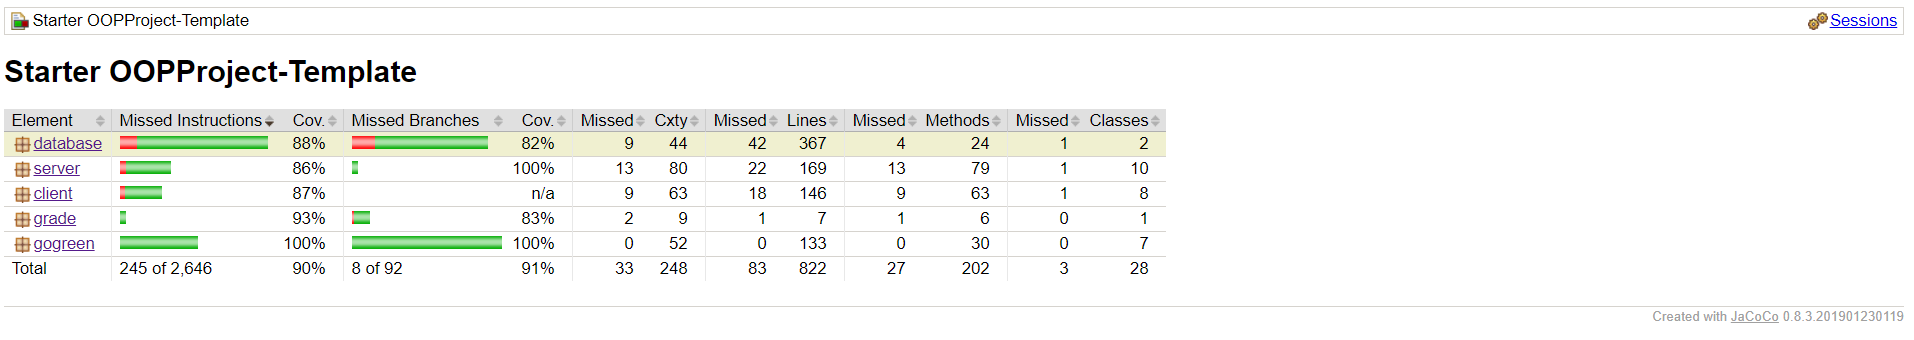 Starter OOPProject-Template Sessions
Starter OOPProject-Template
Element Missed Instructions Cov. Missed Branches Cov. Missed Cxty Missed Lines Missed Methods Missed Classes
database 88% 82% 9 44 42 367 4 24 1 2
server 86% 100% 13 80 22 169 13 79 1 10
client 87% n/a 9 63 18 146 9 63 1 8
grade 93% 83% 2 9 1 7 1 6 0 1
gogreen 100% 100% 0 52 0 133 0 30 0 7
Total 245 of 2,646 90% 8 of 92 91% 33 248 83 822 27 202 3 28
Created with JaCoCo 0.8.3.201901230119